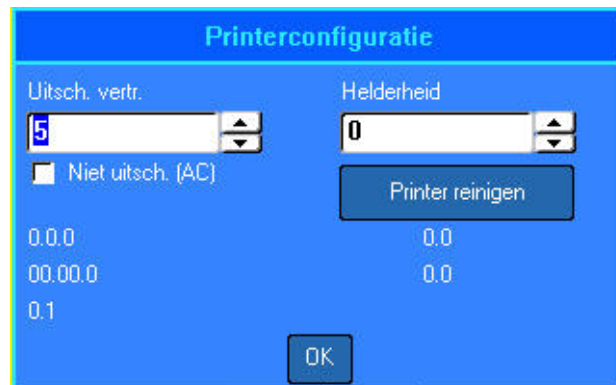 Printerconfiguratie
Uitsch. vertr. Helderheid
5 0
Niet uitsch. (AC)
Printer reinigen
0.0.0 0.0
00.00.0 0.0
0.1
OK